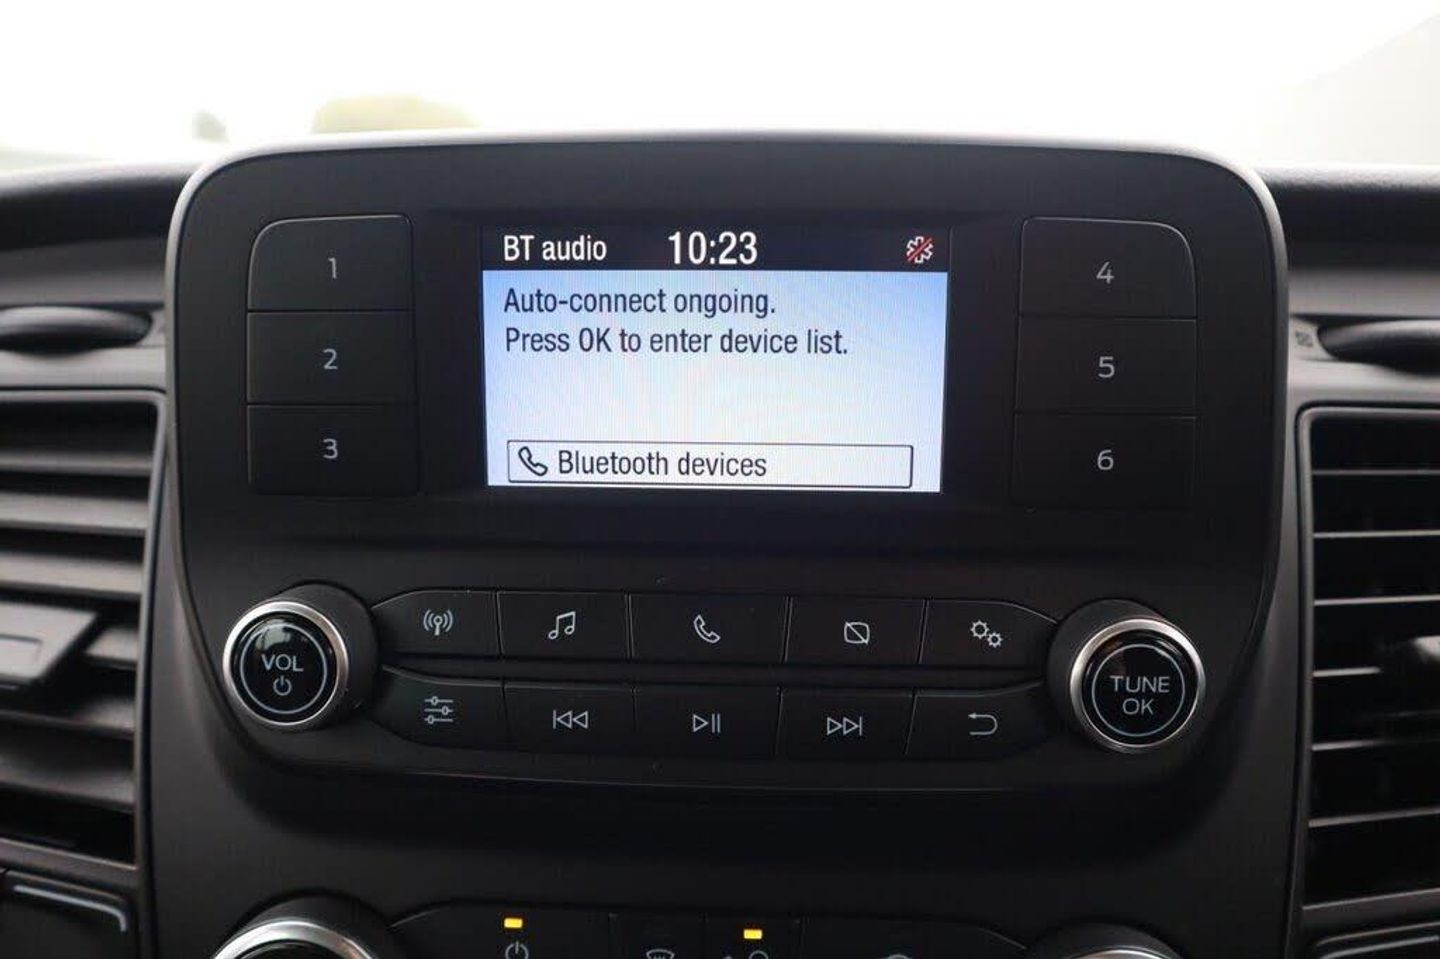 BT audio 10:23
Auto-connect ongoing.
Press OK to enter device list.
Bluetooth devices
1
2
3
4
5
6
VOL
TUNE
OK